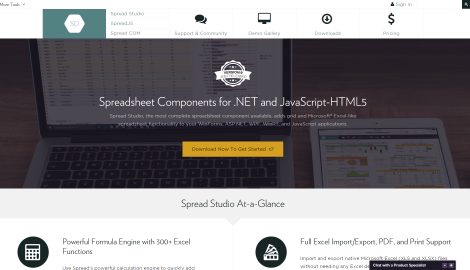 More Tools
Sign In
SD
Spread Studio
SpreadJS
Spread COM
Support & Community
Demo Gallery
Downloads
Pricing
Spreadsheet Components for .NET and JavaScript-HTML5
Spread Studio, the most complete spreadsheet component available, adds grid and Microsoft® Excel-like
spreadsheet functionality to your WinForms, ASP.NET, WPF, WinRT, and JavaScript applications.
Download Now To Get Started
Spread Studio At-a-Glance
Powerful Formula Engine with 300+ Excel
Functions
Use Spread's powerful calculation engine to quickly add
Full Excel Import/Export, PDF, and Print Support
Import and export native Microsoft Excel (XLS and XLSX) files
without needing any Excel de
Chat with a Product Specialist